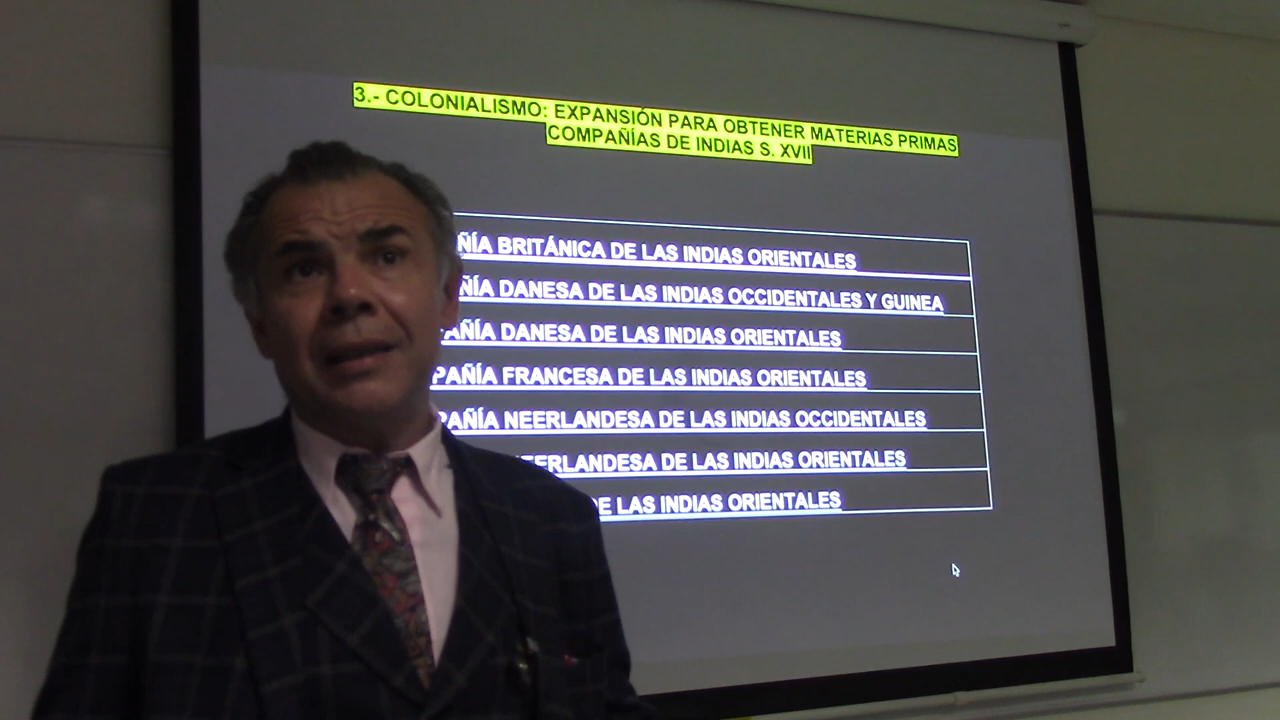 3.- COLONIALISMO: EXPANSIÓN PARA OBTENER MATERIAS PRIMAS
COMPAÑÍAS DE INDIAS S. XVII
ÑÍA BRITÁNICA DE LAS INDIAS ORIENTALES
ÑÍA DANESA DE LAS INDIAS OCCIDENTALES Y GUINEA
AÑÍA DANESA DE LAS INDIAS ORIENTALES
PAÑÍA FRANCESA DE LAS INDIAS ORIENTALES
PAÑÍA NEERLANDESA DE LAS INDIAS OCCIDENTALES
ERLANDESA DE LAS INDIAS ORIENTALES
DE LAS INDIAS ORIENTALES